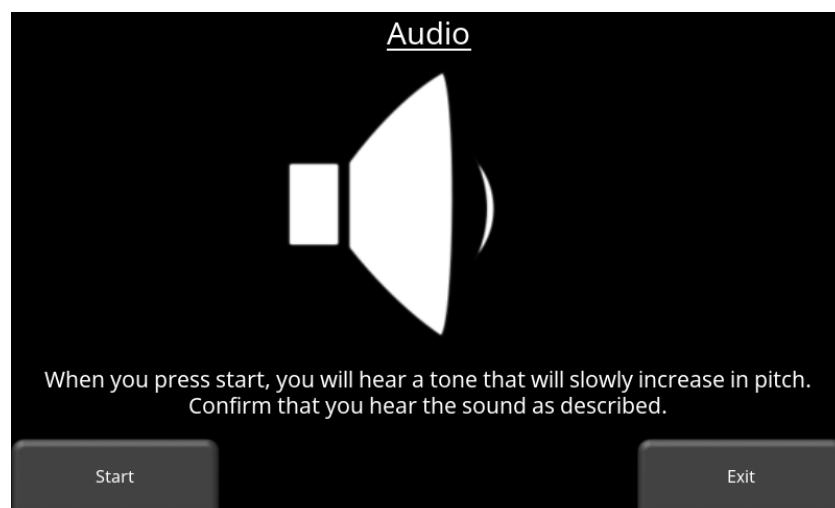 Audio
When you press start, you will hear a tone that will slowly increase in pitch.
Confirm that you hear the sound as described.
Start
Exit